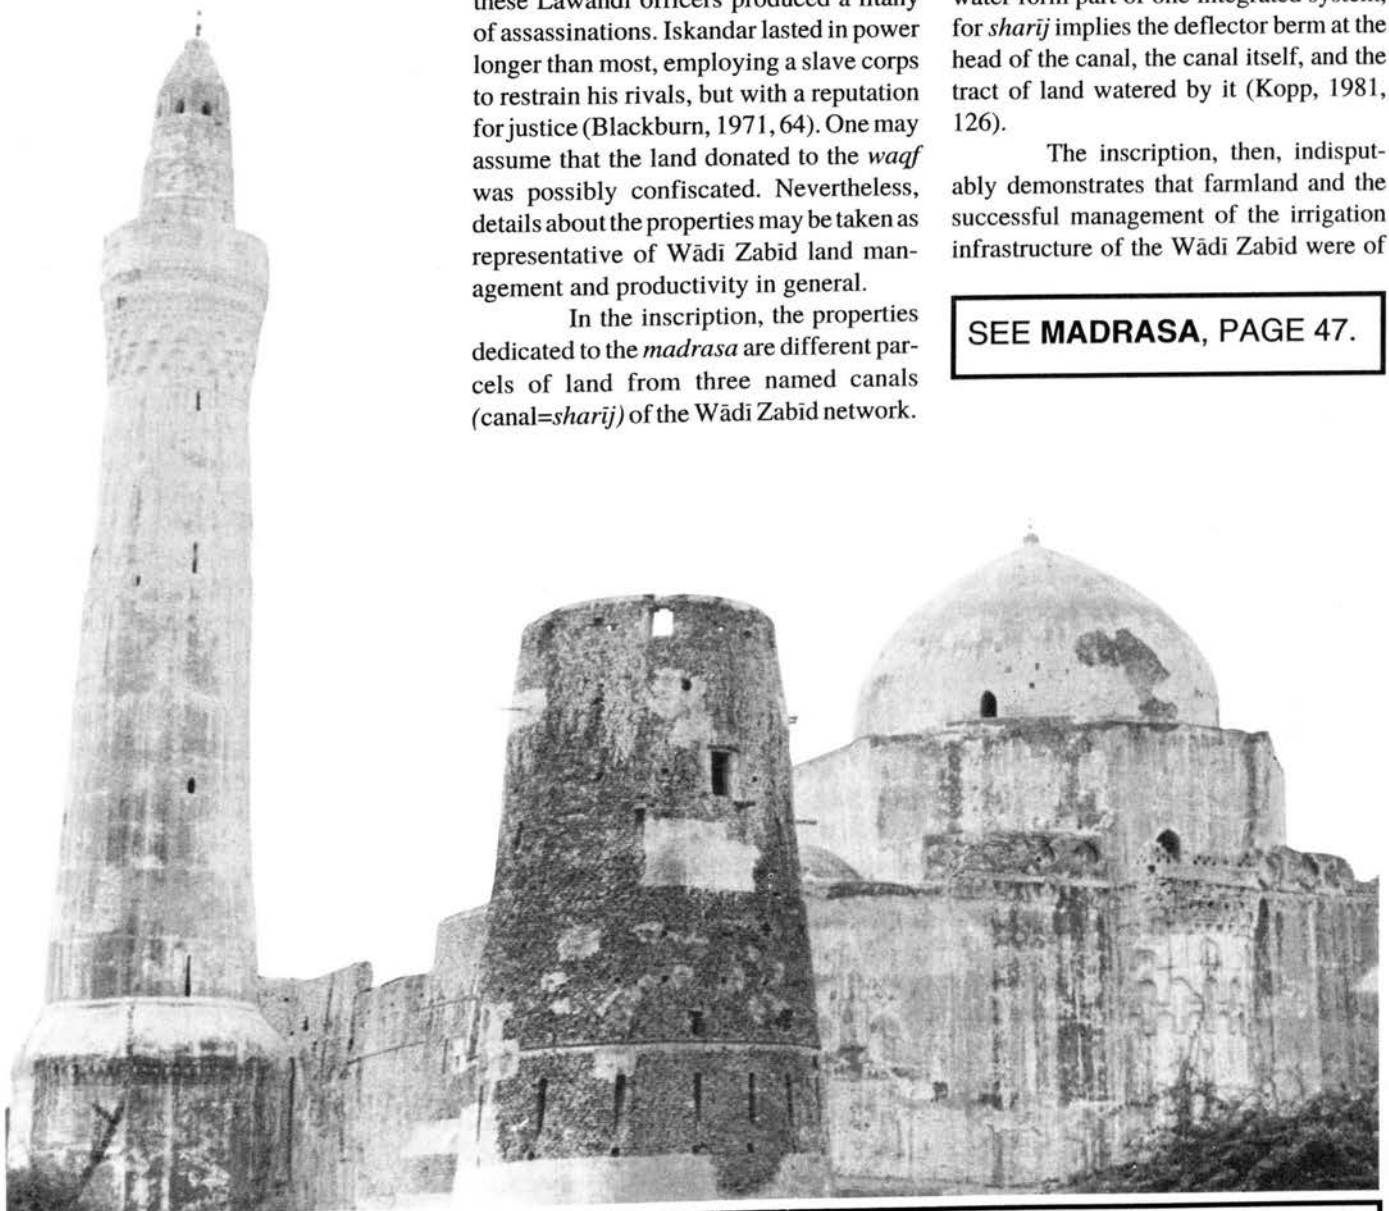 these Lawandi officers produced a litany
of assassinations. Iskandar lasted in power
longer than most, employing a slave corps
to restrain his rivals, but with a reputation
for justice (Blackburn, 1971, 64). One may
assume that the land donated to the waqf
was possibly confiscated. Nevertheless,
details about the properties may be taken as
representative of Wādī Zabīd land man-
agement and productivity in general.
In the inscription, the properties
dedicated to the madrasa are different par-
cels of land from three named canals
(canal=sharīj) of the Wādī Zabīd network.
water form part of one integrated system,
for sharīj implies the deflector berm at the
head of the canal, the canal itself, and the
tract of land watered by it (Kopp, 1981,
126).
The inscription, then, indisput-
ably demonstrates that farmland and the
successful management of the irrigation
infrastructure of the Wādī Zabīd were of
SEE MADRASA, PAGE 47.